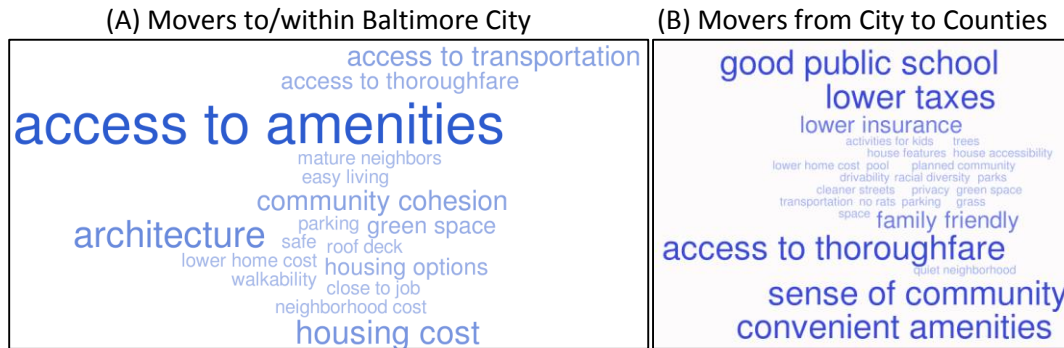 (A) Movers to/within Baltimore City
access to transportation
access to thoroughfare
access to amenities
mature neighbors
easy living
community cohesion
parking green space
architecture safe roof deck
lower home cost housing options
walkability close to job
neighborhood cost
housing cost
(B) Movers from City to Counties
good public school
lower taxes
lower insurance
activities for kids trees
house features house accessibility
lower home cost pool planned community
drivability racial diversity parks
cleaner streets privacy green space
transportation no rats parking grass
space family friendly
access to thoroughfare
quiet neighborhood
sense of community
convenient amenities